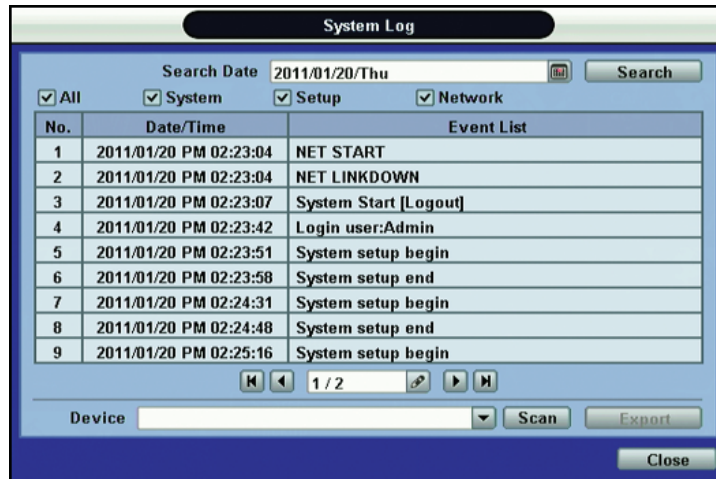 System Log
Search Date 2011/01/20/Thu Search
All System Setup Network
No. Date/Time Event List
1 2011/01/20 PM 02:23:04 NET START
2 2011/01/20 PM 02:23:04 NET LINKDOWN
3 2011/01/20 PM 02:23:07 System Start [Logout]
4 2011/01/20 PM 02:23:42 Login user:Admin
5 2011/01/20 PM 02:23:51 System setup begin
6 2011/01/20 PM 02:23:58 System setup end
7 2011/01/20 PM 02:24:31 System setup begin
8 2011/01/20 PM 02:24:48 System setup end
9 2011/01/20 PM 02:25:16 System setup begin
1 / 2
Device Scan Export
Close